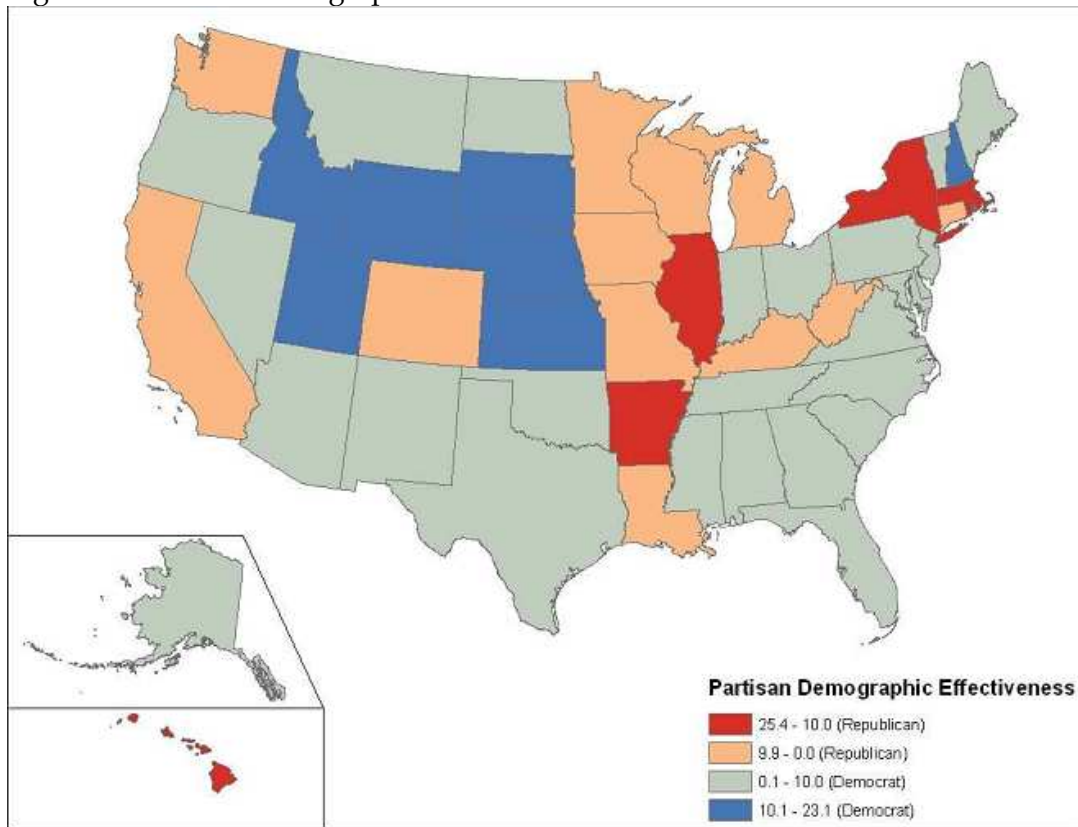 Partisan Demographic Effectiveness
25.4 - 10.0 (Republican)
9.9 - 0.0 (Republican)
0.1 - 10.0 (Democrat)
10.1 - 23.1 (Democrat)